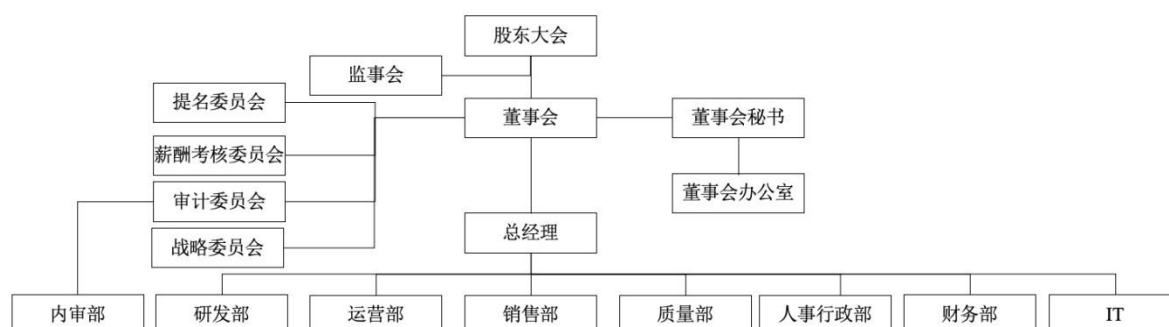 股东大会
监事会
提名委员会
董事会
董事会秘书
薪酬考核委员会
审计委员会
董事会办公室
战略委员会
总经理
内审部
研发部
运营部
销售部
质量部
人事行政部
财务部
IT